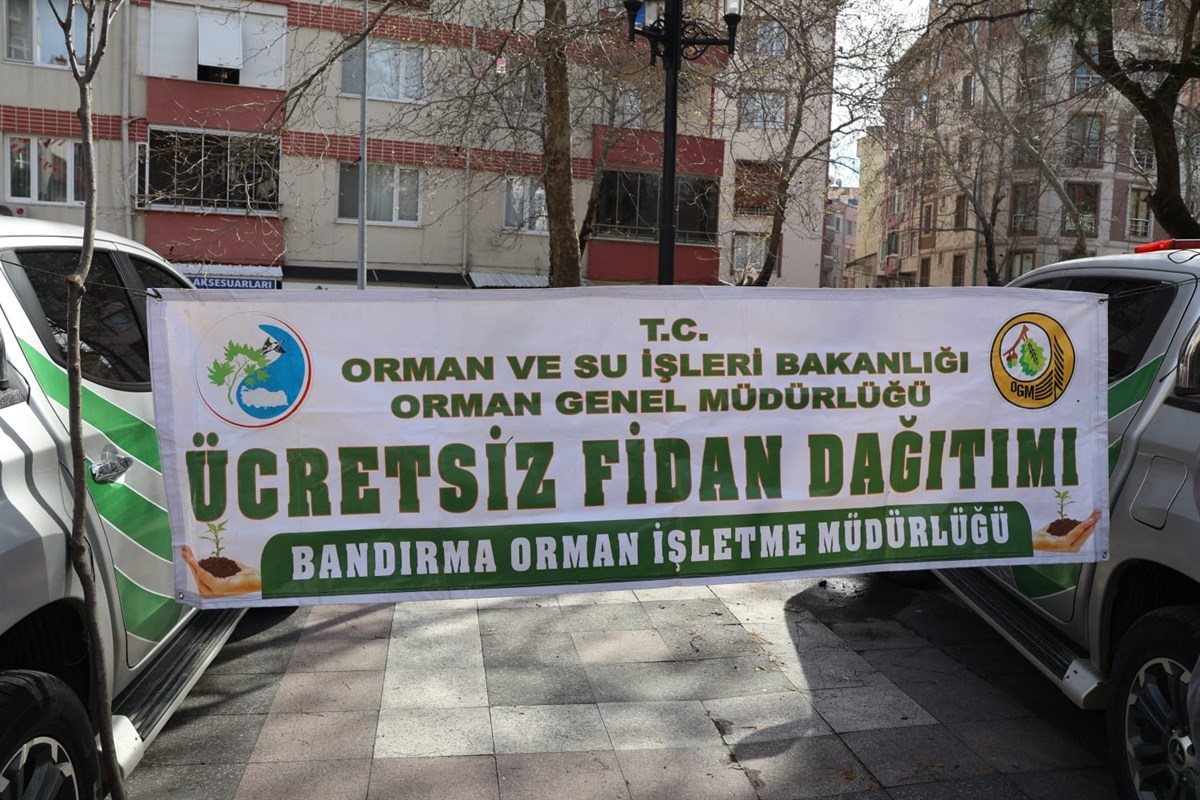 AKSESUARLARI
T.C.
ORMAN VE SU İŞLERİ BAKANLIĞI
ORMAN GENEL MÜDÜRLÜĞÜ
OGM
ÜCRETSİZ FİDAN DAĞITIMI
BANDIRMA ORMAN İŞLETME MÜDÜRLÜĞÜ